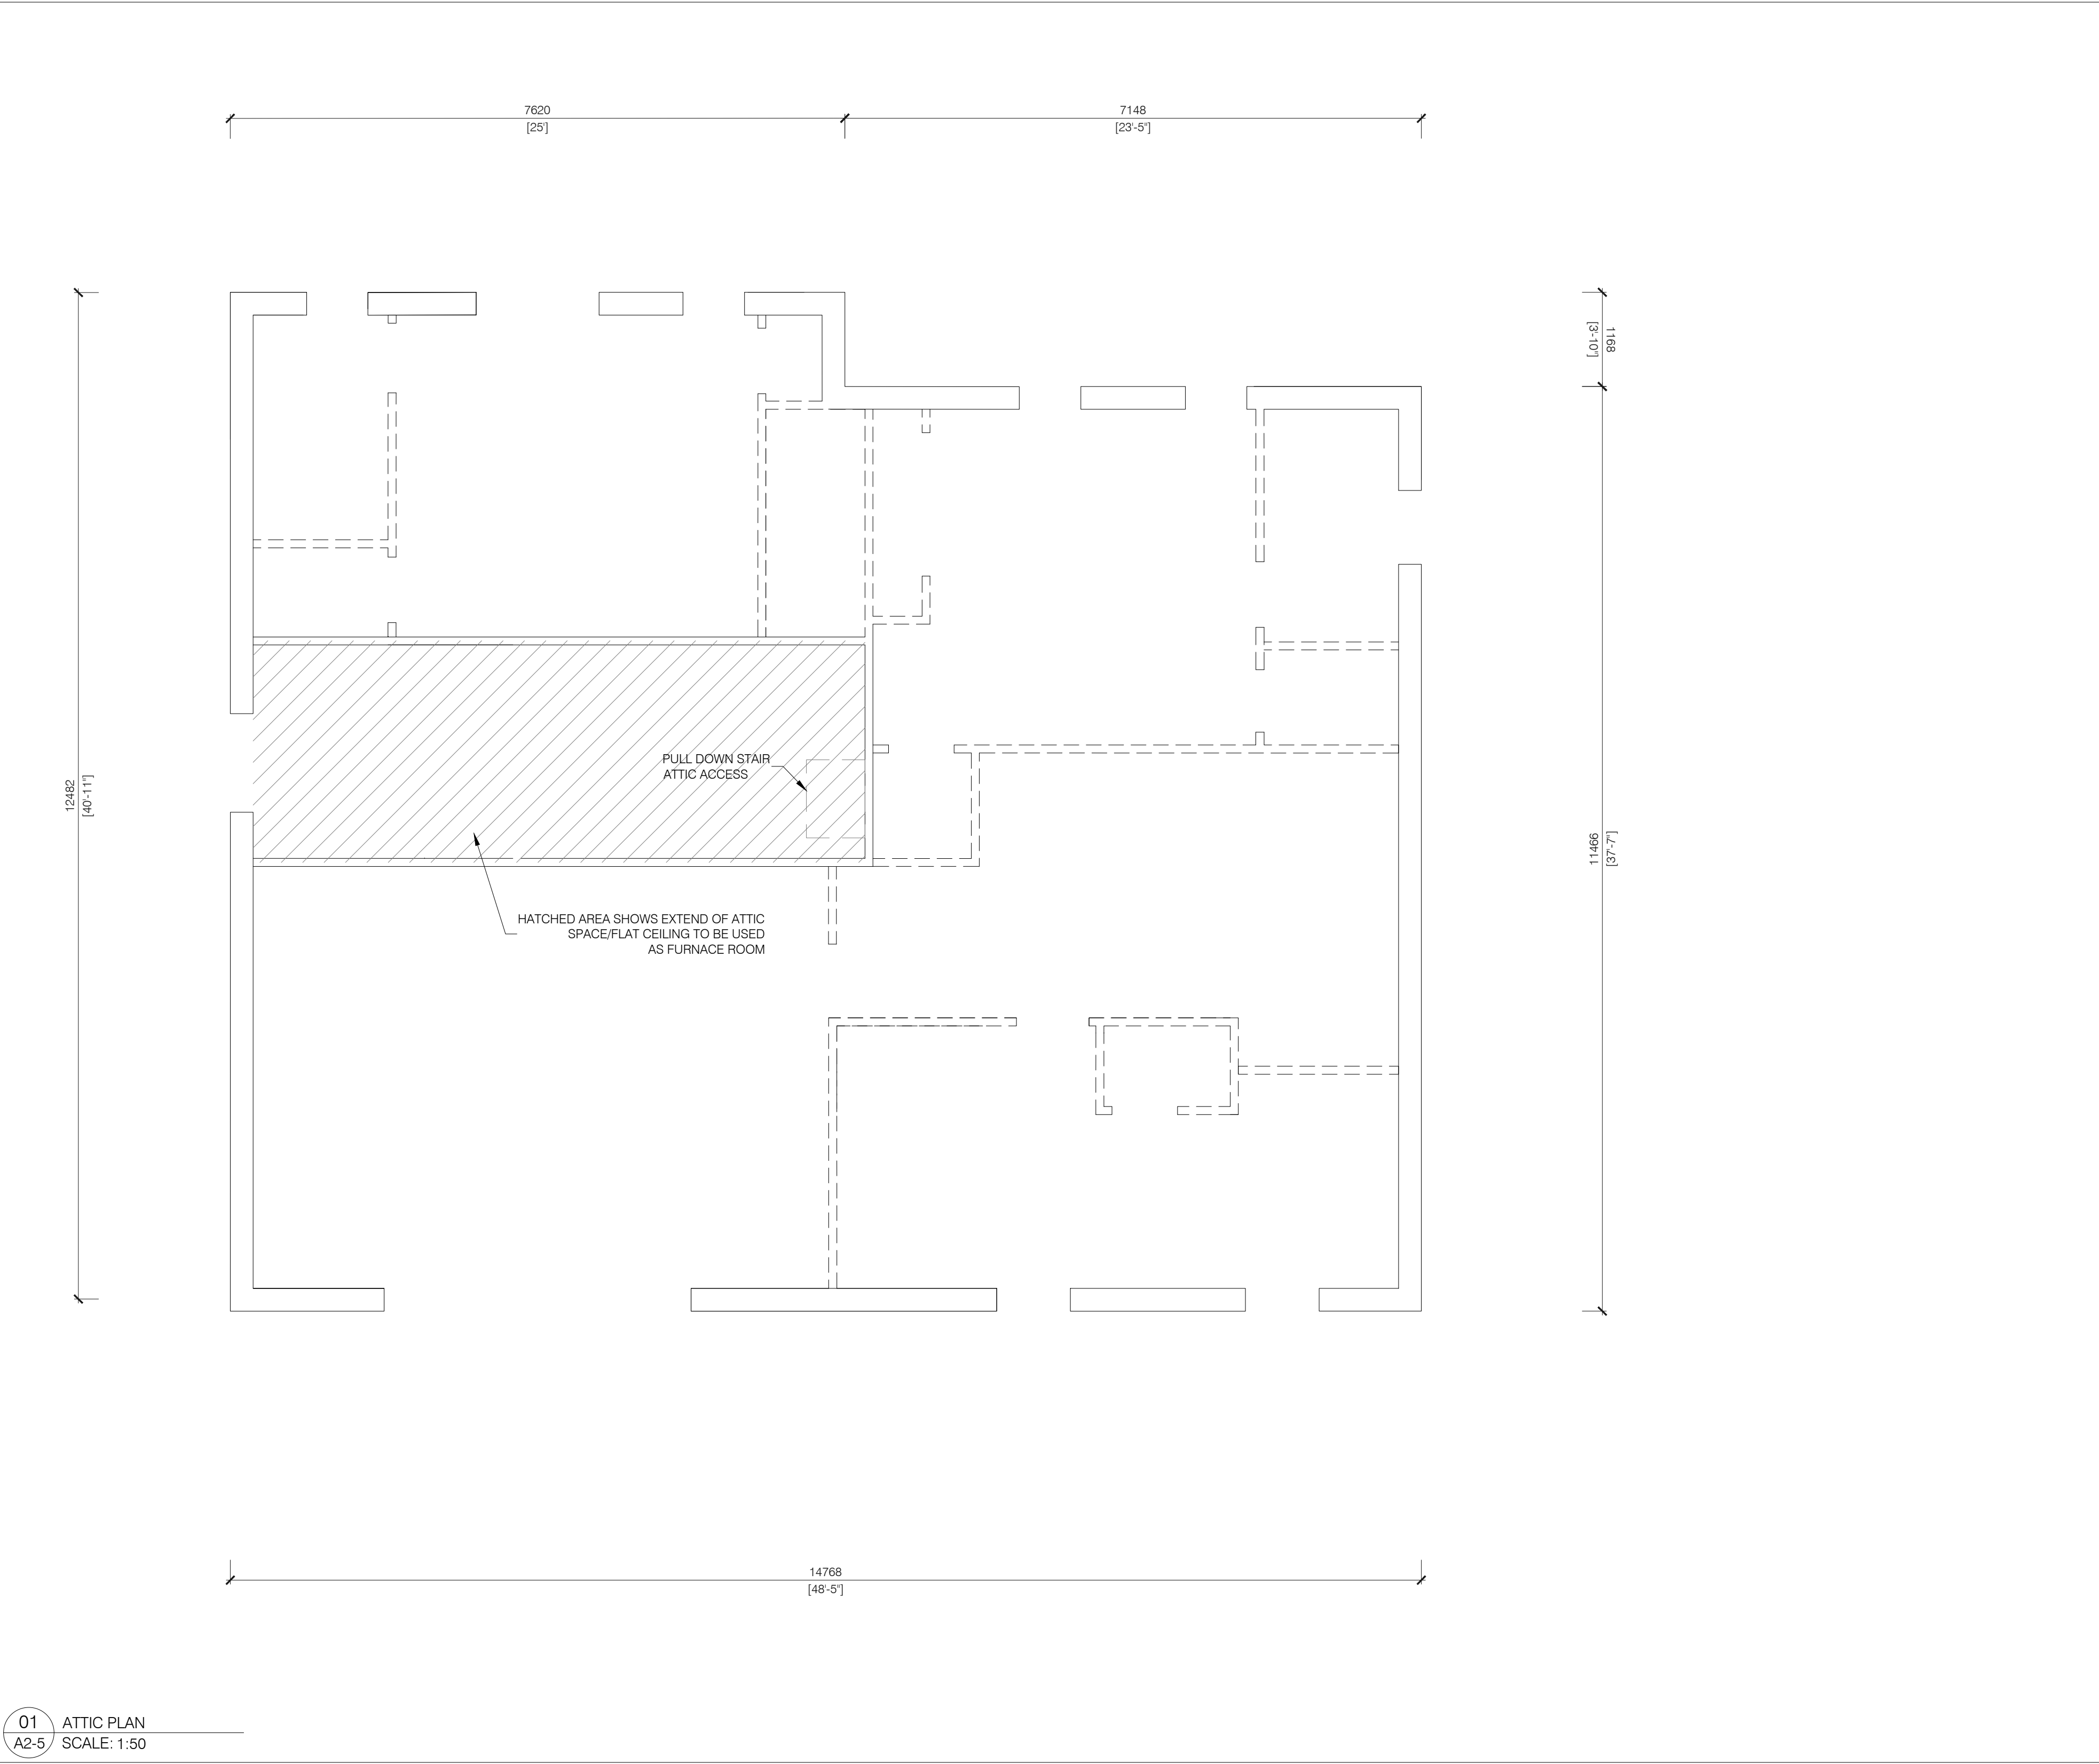 7620
[25']
7148
[23'-5"]
1168
[3'-10"]
12482
[40'-11"]
PULL DOWN STAIR
ATTIC ACCESS
11466
[37'-7"]
HATCHED AREA SHOWS EXTEND OF ATTIC
SPACE/FLAT CEILING TO BE USED
AS FURNACE ROOM
14768
[48'-5"]
01
ATTIC PLAN
A2-5
SCALE: 1:50